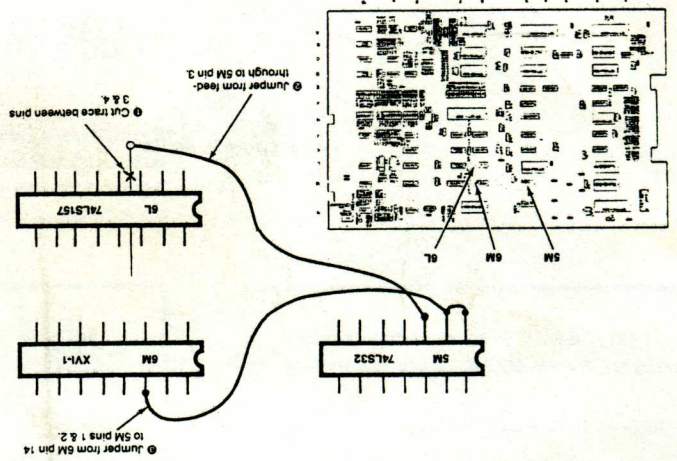 ❸ Jumper from 6M pin 14
to 5M pins 1 & 2.
5M 74LS32
6M XVI-1
6L 74LS157
5M
6M
6L
❶ Cut trace between pins
3 & 4.
❷ Jumper from feed-
through to 5M pin 3.